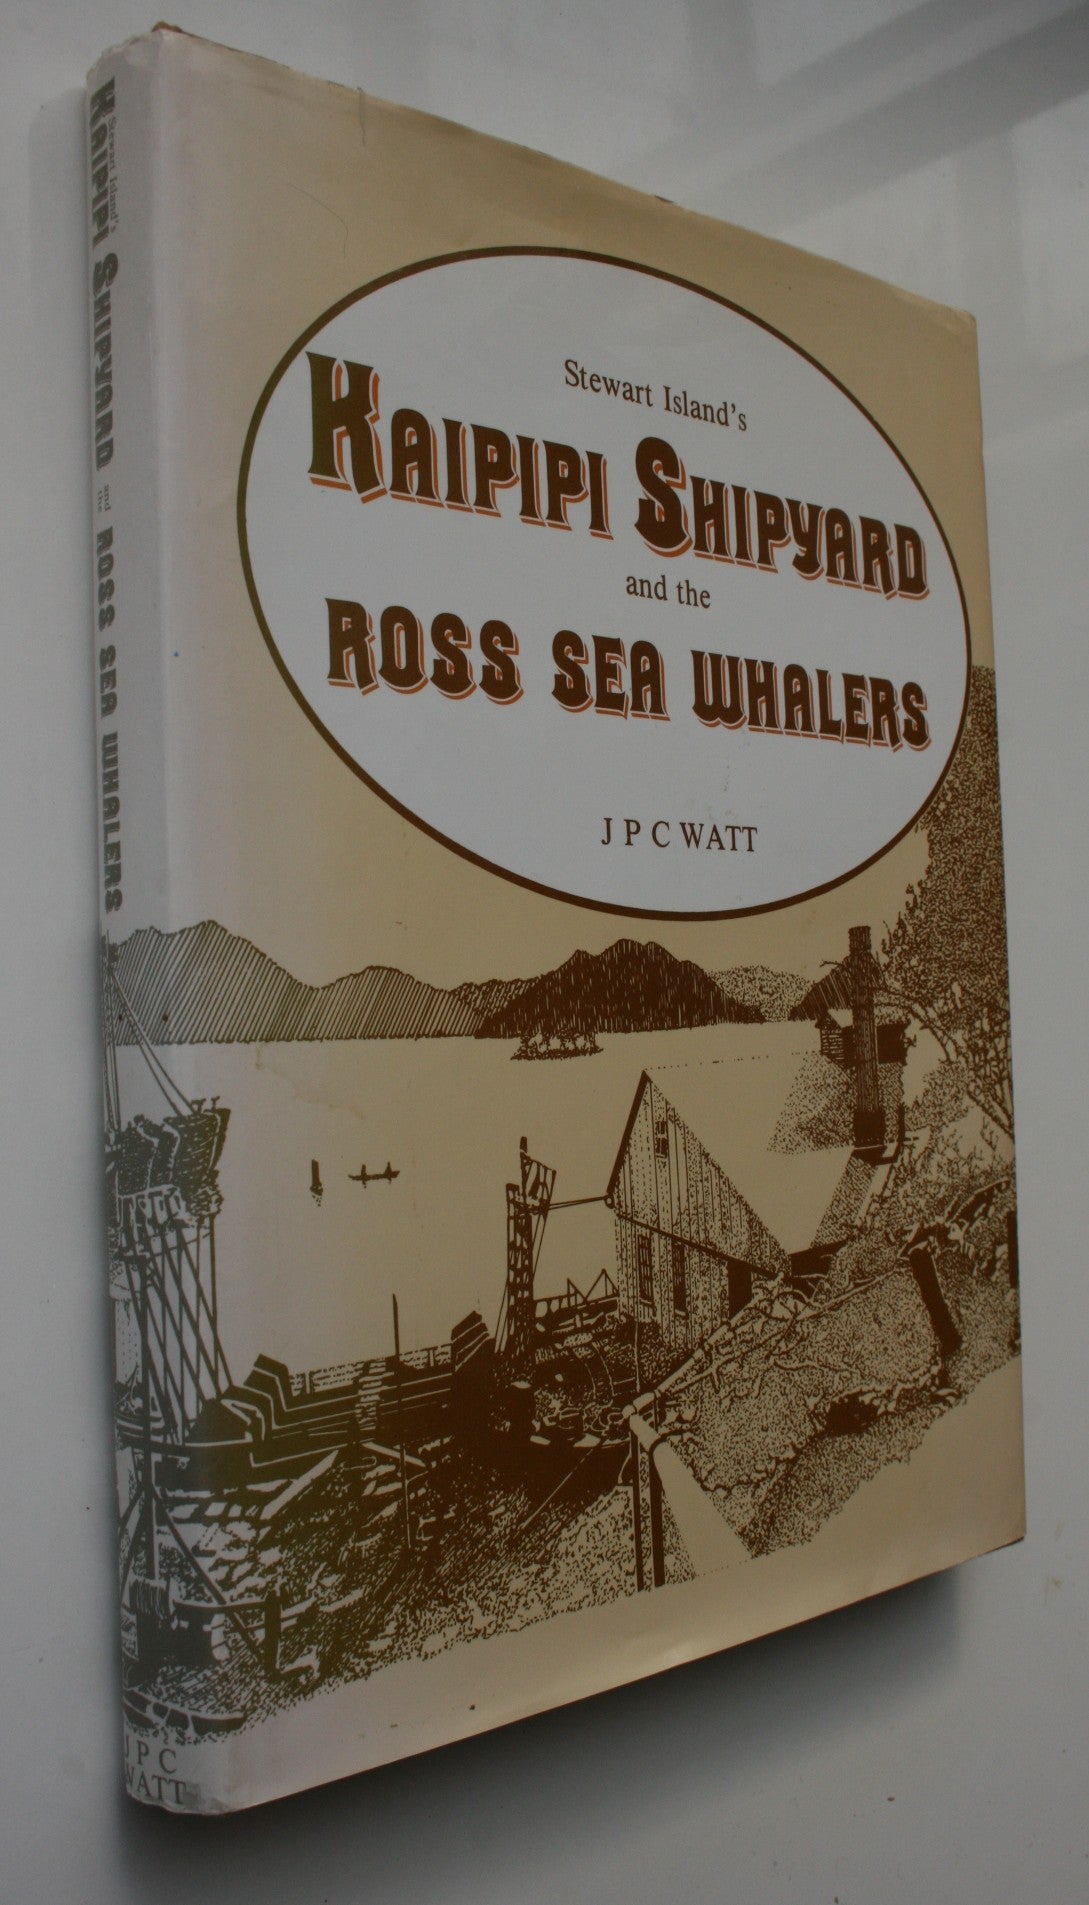 Stewart Island's
KAIPIPI SHIPYARD
and the
ROSS SEA WHALERS
J P C WATT
Stewart Island's
KAIPIPI SHIPYARD and the ROSS SEA WHALERS
J P C
WATT